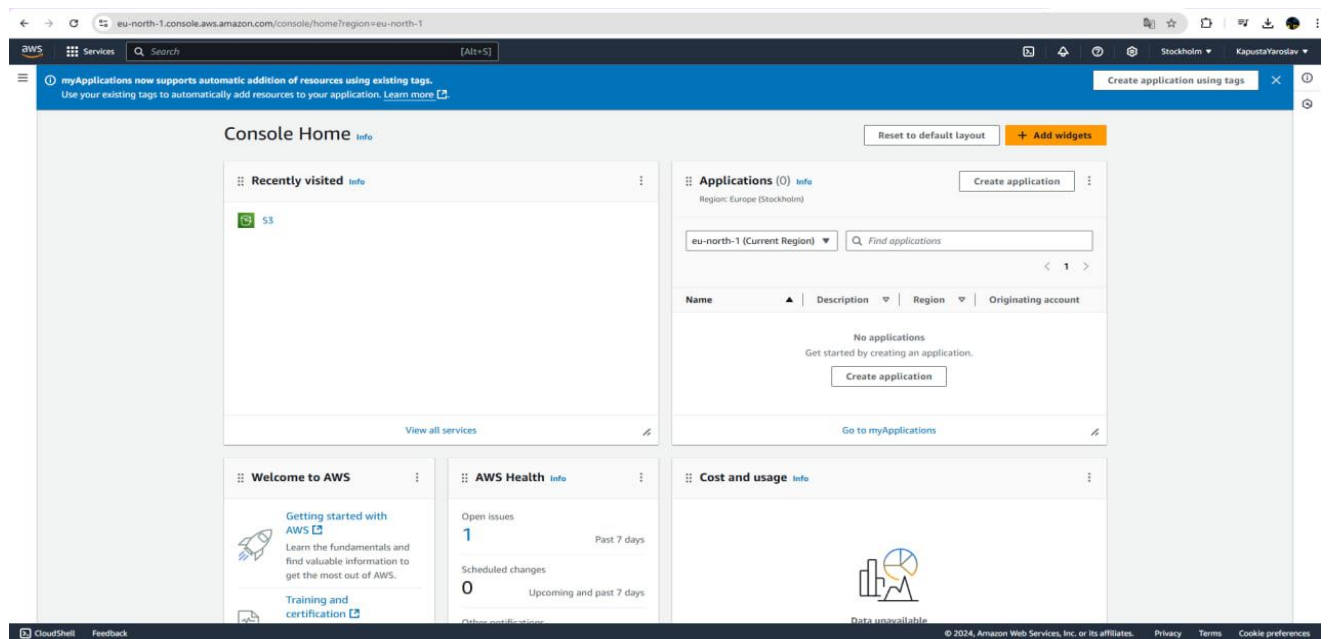 eu-north-1.console.aws.amazon.com/console/home?region=eu-north-1
aws Services Search [Alt+S] Stockholm KapustaYaroslav
myApplications now supports automatic addition of resources using existing tags.
Use your existing tags to automatically add resources to your application. Learn more.
Create application using tags
Console Home Info
Reset to default layout
+ Add widgets
Recently visited Info
S3
View all services
Applications (0) Info
Region: Europe (Stockholm)
Create application
eu-north-1 (Current Region) Find applications
< 1 >
Name Description Region Originating account
No applications
Get started by creating an application.
Create application
Go to myApplications
Welcome to AWS
Getting started with
AWS
Learn the fundamentals and
find valuable information to
get the most out of AWS.
Training and
certification
AWS Health Info
Open issues
1 Past 7 days
Scheduled changes
0 Upcoming and past 7 days
Other notifications
Cost and usage Info
Data unavailable
CloudShell Feedback © 2024, Amazon Web Services, Inc. or its affiliates. Privacy Terms Cookie preferences